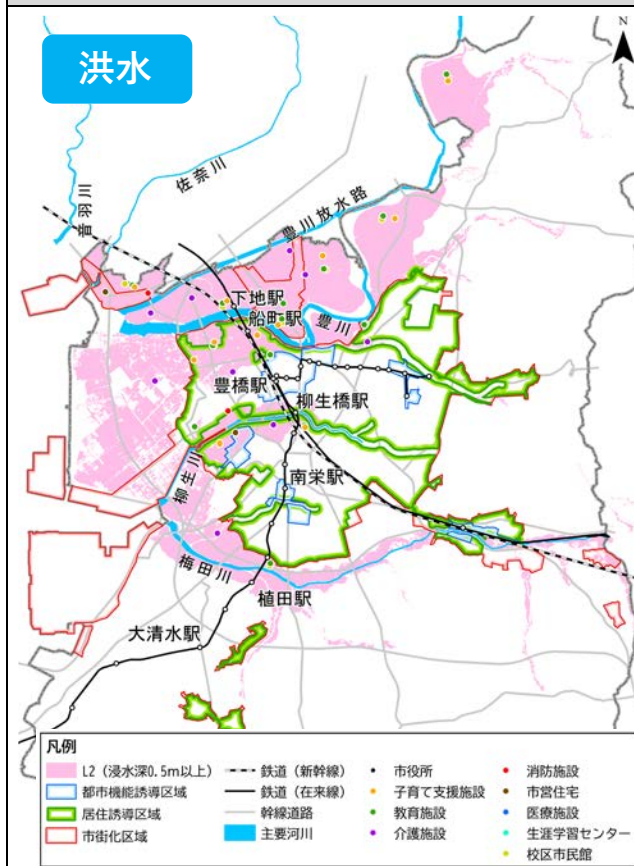 洪水
N
佐奈川
音羽川
豊川放水路
下地駅
船町駅
豊川
豊橋駅
柳生橋駅
南栄駅
柳生川
梅田川
植田駅
大清水駅
凡例
L2（浸水深0.5m以上）
都市機能誘導区域
居住誘導区域
市街化区域
鉄道（新幹線）
鉄道（在来線）
幹線道路
主要河川
市役所
子育て支援施設
教育施設
介護施設
消防施設
市営住宅
医療施設
生涯学習センター
校区市民館